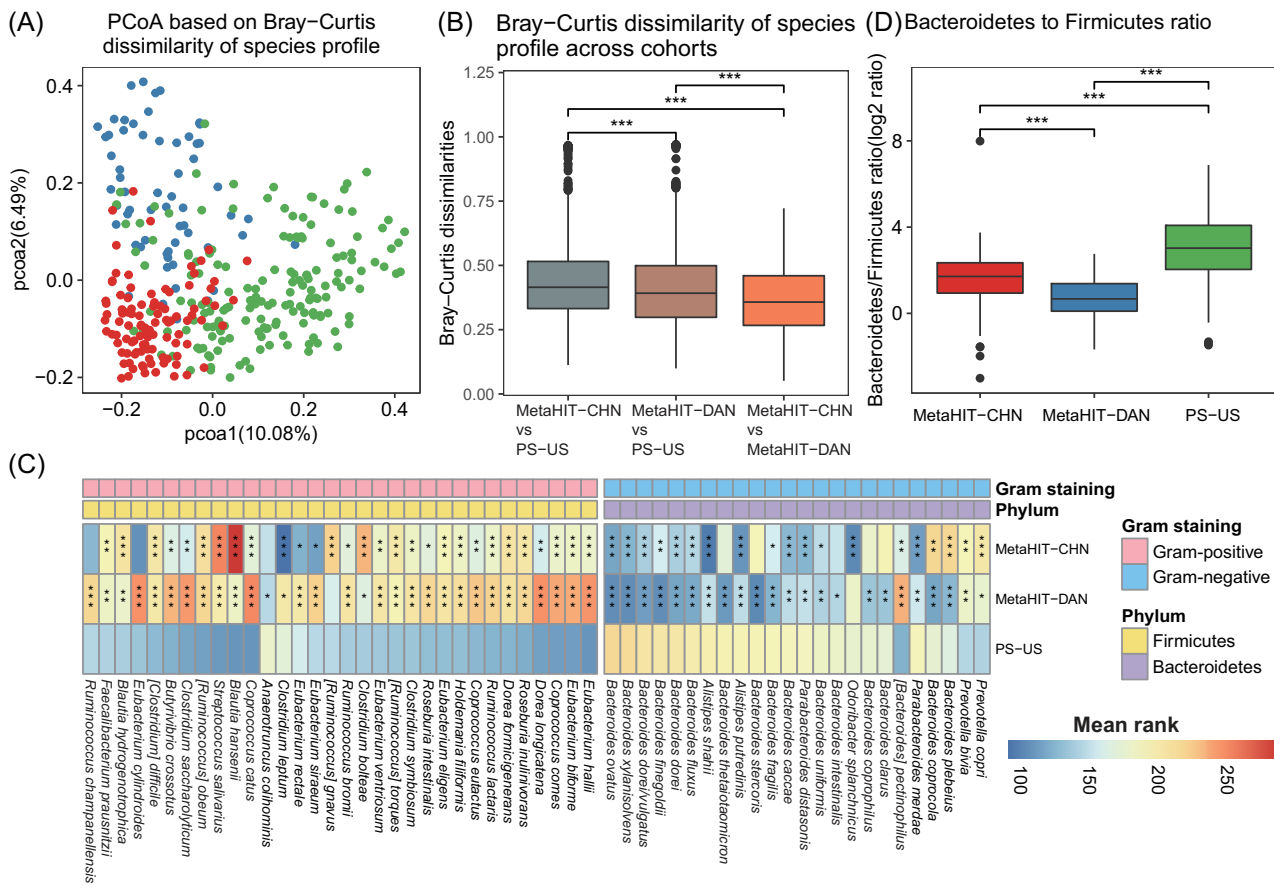 (A) PCoA based on Bray−Curtis
dissimilarity of species profile
0.4
0.2
0.0
−0.2
pcoa2(6.49%)
−0.2
0.0
0.2
0.4
pcoa1(10.08%)
(B) Bray−Curtis dissimilarity of species
profile across cohorts
1.25
1.00
0.75
0.50
0.25
0.00
Bray−Curtis dissimilarities
***
***
***
MetaHIT−CHN
vs
PS−US
MetaHIT−DAN
vs
PS−US
MetaHIT−CHN
vs
MetaHIT−DAN
(D) Bacteroidetes to Firmicutes ratio
8
4
0
Bacteroidetes/Firmicutes ratio(log2 ratio)
***
***
***
MetaHIT−CHN
MetaHIT−DAN
PS−US
(C)
Gram staining
Phylum
MetaHIT−CHN
MetaHIT−DAN
PS−US
Ruminococcus champanellensis
Faecalibacterium prausnitzii
Blautia hydrogenotrophica
Eubacterium cylindroides
[Clostridium] difficile
Butyrivibrio crossotus
Clostridium saccharolyticum
[Ruminococcus] obeum
Streptococcus salivarius
Blautia hansenii
Coprococcus catus
Anaerotruncus colihominis
Clostridium leptum
Eubacterium rectale
Eubacterium siraeum
[Ruminococcus] gnavus
Ruminococcus bromii
Clostridium bolteae
Eubacterium ventriosum
[Ruminococcus] torques
Clostridium symbiosum
Roseburia intestinalis
Eubacterium eligens
Holdemania filiformis
Coprococcus eutactus
Ruminococcus lactaris
Dorea formicigenerans
Roseburia inulinivorans
Dorea longicatena
Coprococcus comes
Eubacterium biforme
Eubacterium hallii
Bacteroides ovatus
Bacteroides xylanisolvens
Bacteroides dorei/vulgatus
Bacteroides finegoldii
Bacteroides dorei
Bacteroides fluxus
Alistipes shahii
Bacteroides thetaiotaomicron
Alistipes putredinis
Bacteroides stercoris
Bacteroides fragilis
Bacteroides caccae
Parabacteroides distasonis
Bacteroides uniformis
Bacteroides intestinalis
Odoribacter splanchnicus
Bacteroides coprophilus
Bacteroides clarus
[Bacteroides] pectinophilus
Parabacteroides merdae
Bacteroides coprocola
Bacteroides plebeius
Prevotella bivia
Prevotella copri
Gram staining
Gram−positive
Gram−negative
Phylum
Firmicutes
Bacteroidetes
Mean rank
100
150
200
250